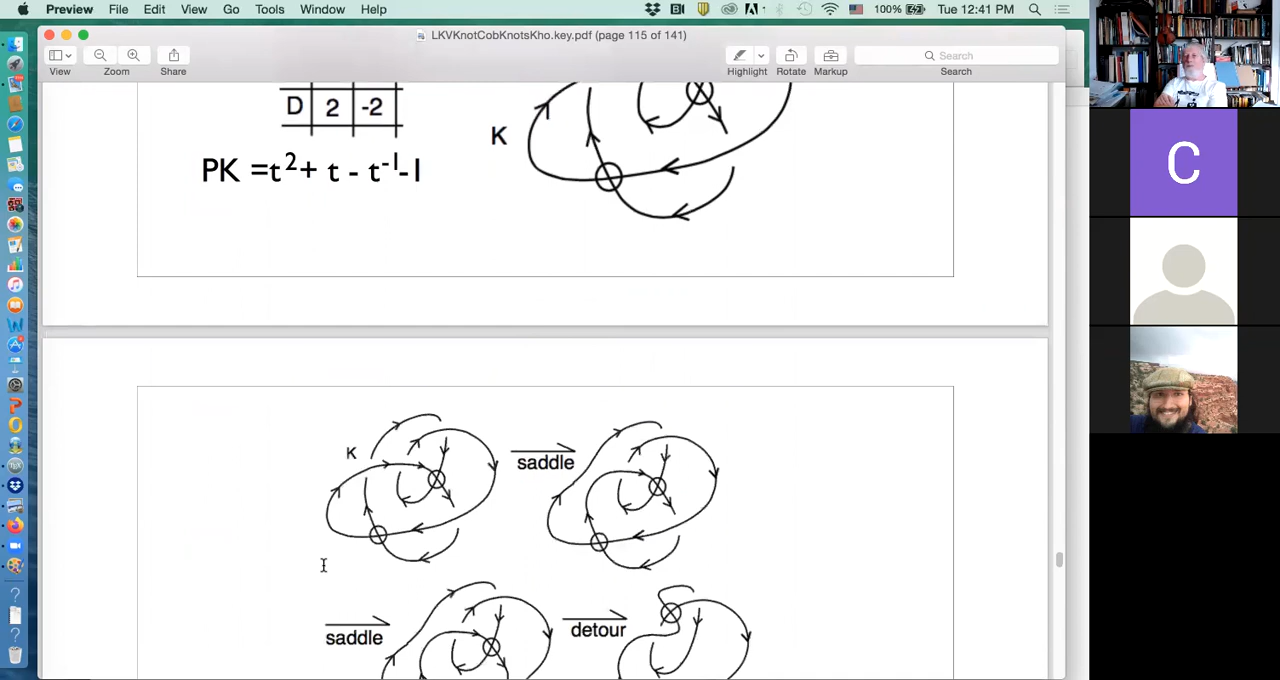 Preview File Edit View Go Tools Window Help 100% Tue 12:41 PM
LKVKnotCobKnotsKho.key.pdf (page 115 of 141)
View Zoom Share Highlight Rotate Markup Search
Search
D 2 -2
K
PK =t²+ t - t⁻¹-1
C
K
saddle
saddle
detour